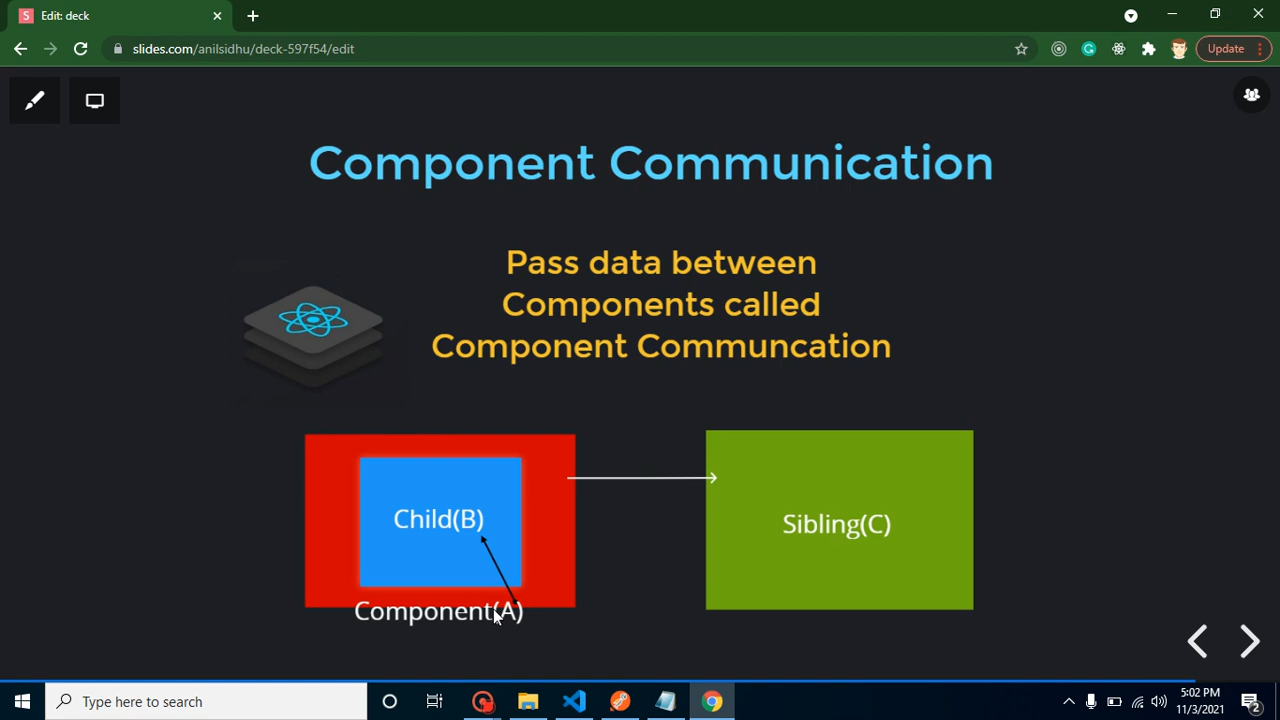 S Edit: deck
slides.com/anilsidhu/deck-597f54/edit
Update
Component Communication
Pass data between
Components called
Component Communcation
Child(B)
Component(A)
Sibling(C)
Type here to search
5:02 PM
11/3/2021
2